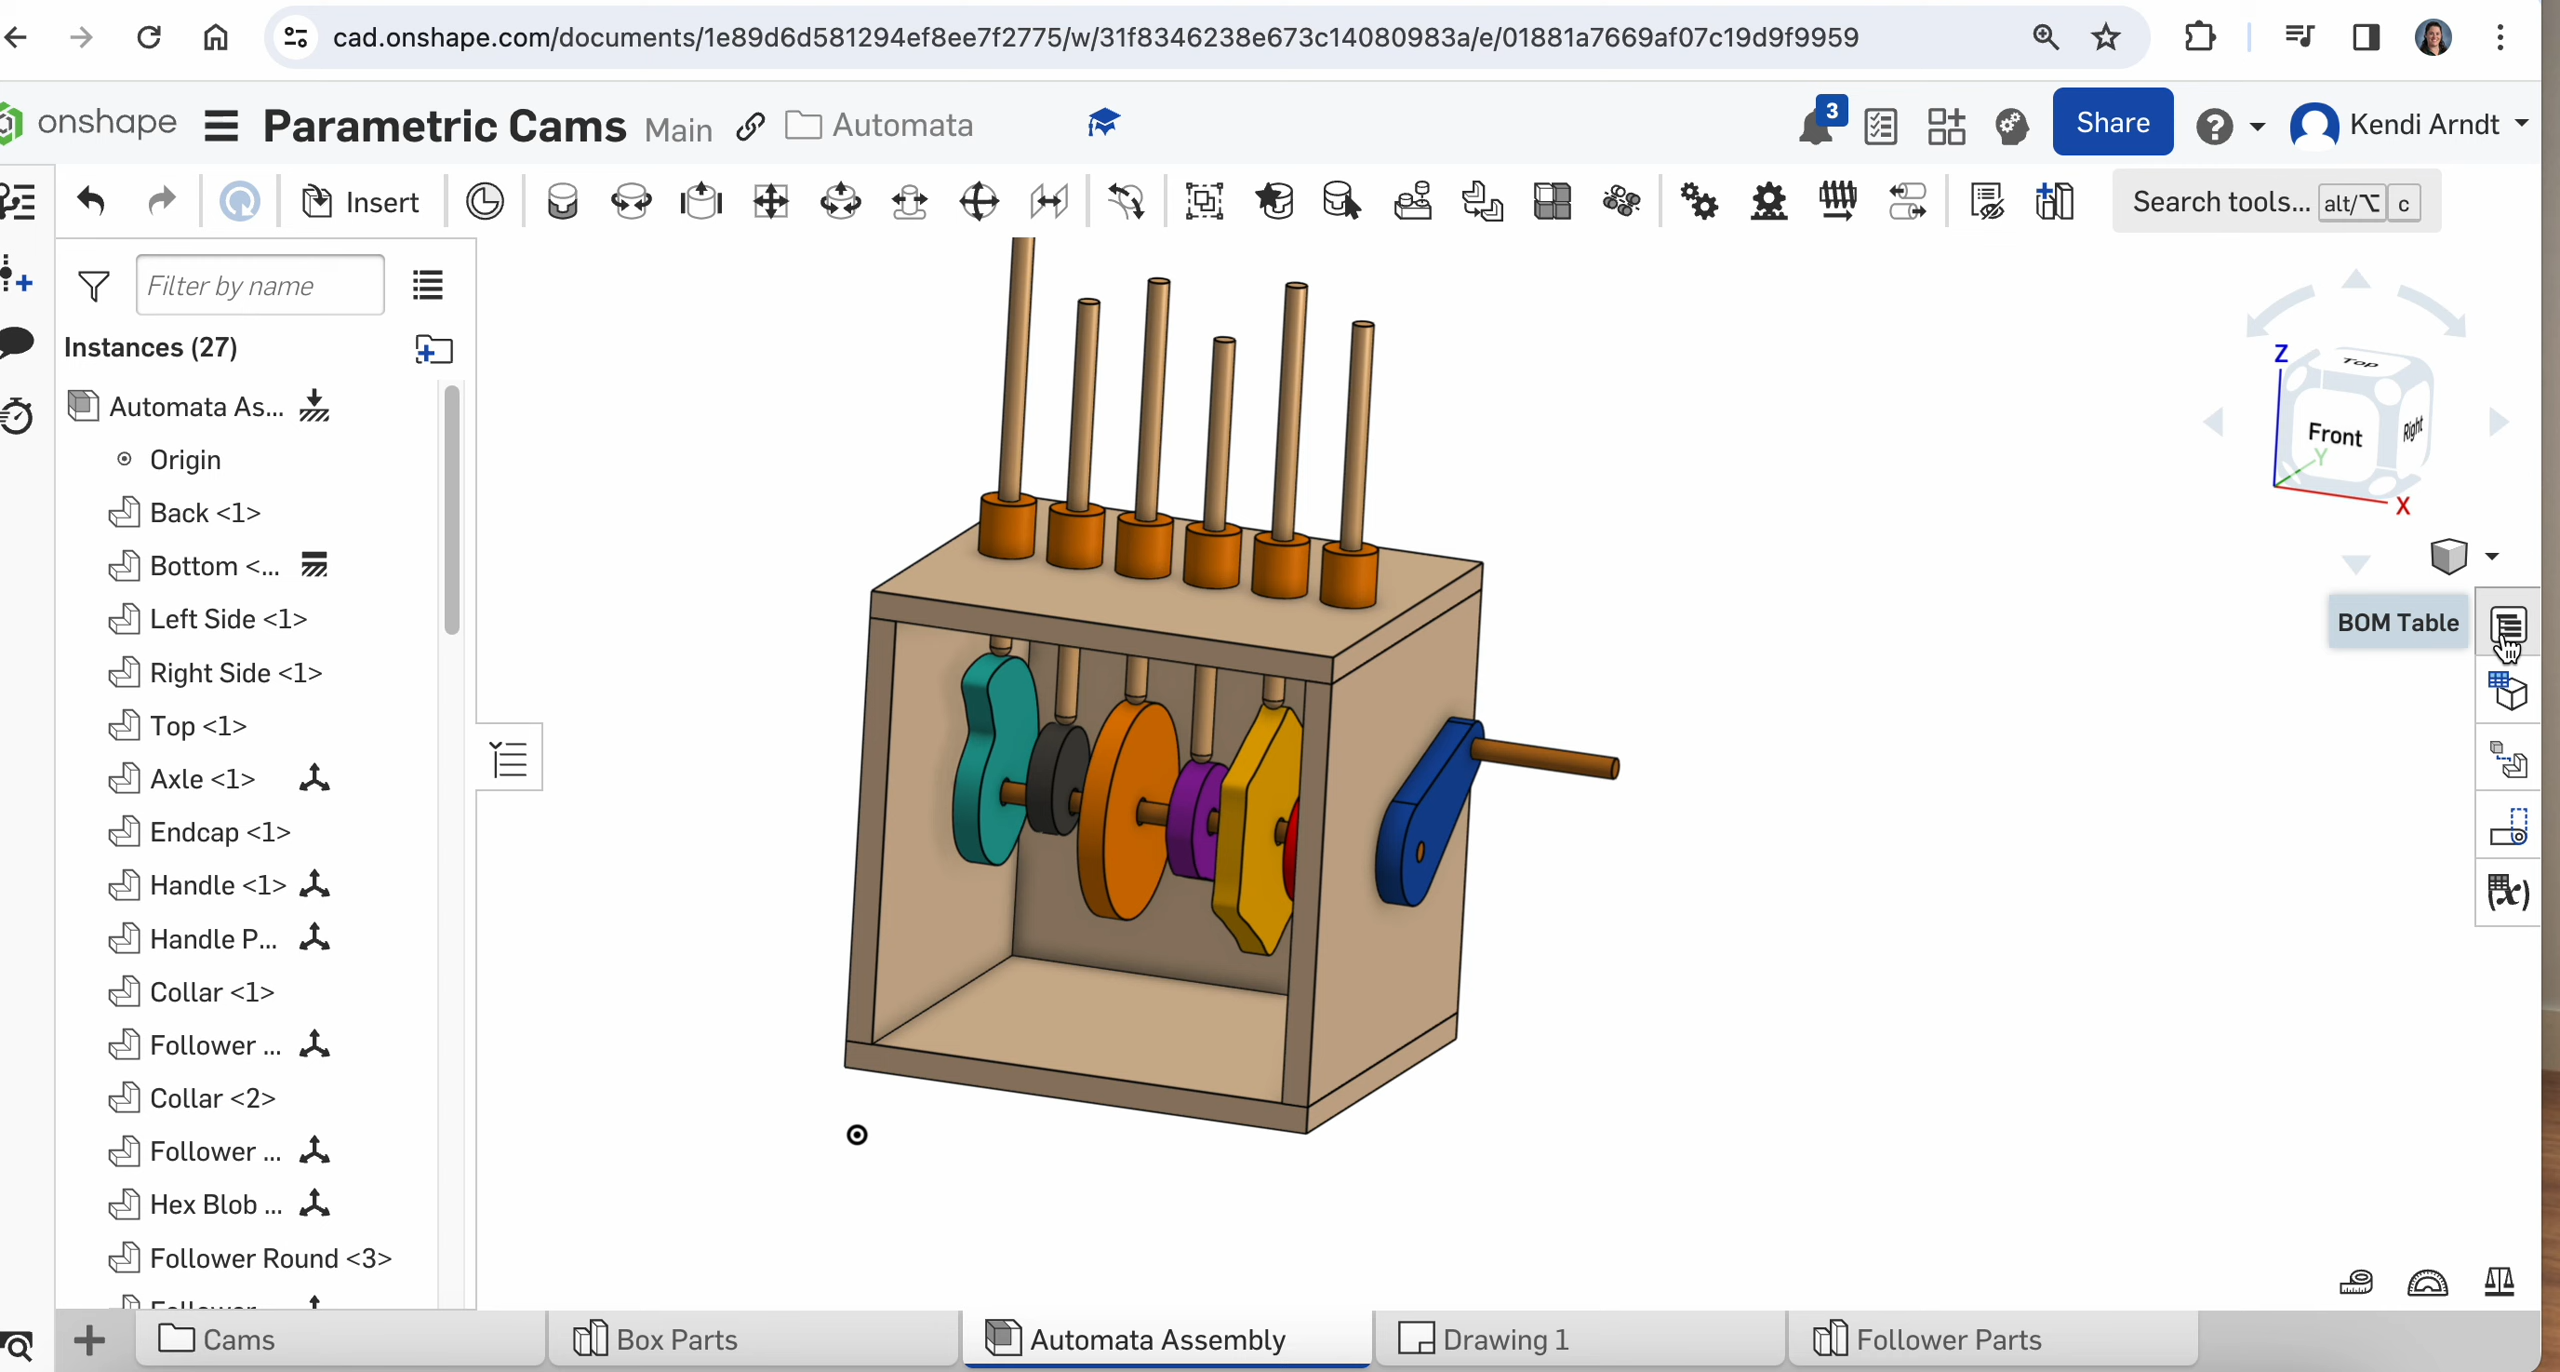 cad.onshape.com/documents/1e89d6d581294ef8ee7f2775/w/31f8346238e673c14080983a/e/01881a7669af07c19d9f9959
onshape Parametric Cams Main Automata 3 Share Kendi Arndt
Insert Search tools... alt/⌥ c
Filter by name
Instances (27)
Automata As...
Origin
Back <1>
Bottom <...
Left Side <1>
Right Side <1>
Top <1>
Axle <1>
Endcap <1>
Handle <1>
Handle P...
Collar <1>
Follower ...
Collar <2>
Follower ...
Hex Blob ...
Follower Round <3>
Z
Top
Front
Right
Y
X
BOM Table
(x)
Cams
Box Parts
Automata Assembly
Drawing 1
Follower Parts